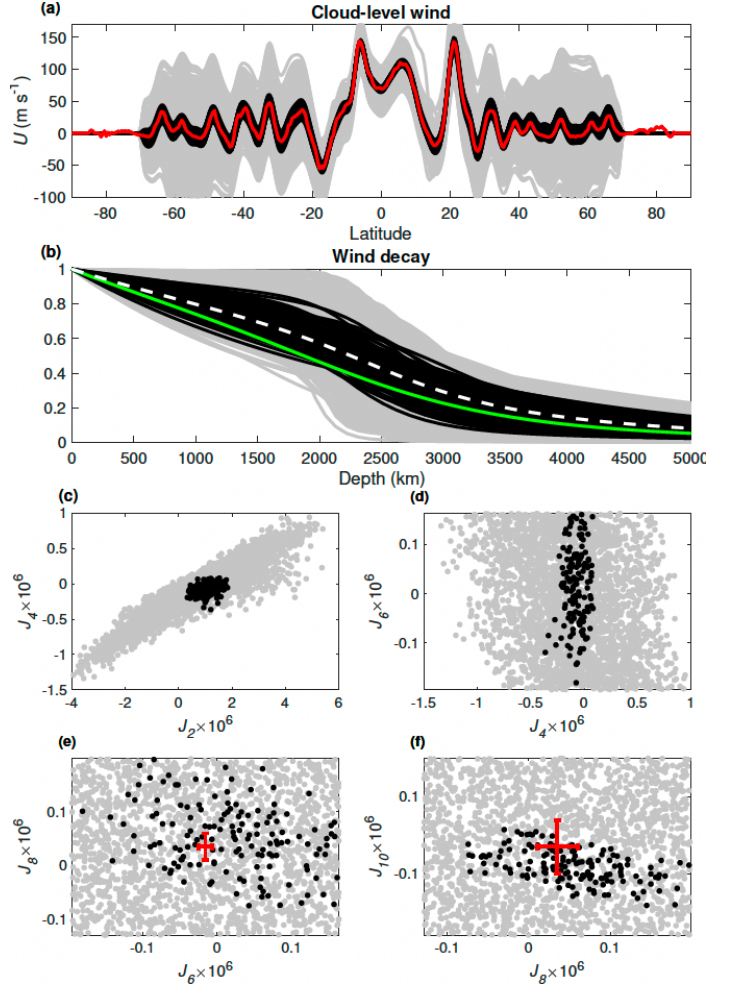 (a)
Cloud-level wind
150
100
50
0
-50
-100
U (m s⁻¹)
-80 -60 -40 -20 0 20 40 60 80
Latitude
(b)
Wind decay
1
0.8
0.6
0.4
0.2
0
0 500 1000 1500 2000 2500 3000 3500 4000 4500 5000
Depth (km)
(c)
1
0.5
0
-0.5
-1
-1.5
J₄×10⁶
-4 -2 0 2 4 6
J₂×10⁶
(d)
0.1
0
-0.1
J₆×10⁶
-1.5 -1 -0.5 0 0.5 1
J₄×10⁶
(e)
0.1
0
-0.1
J₈×10⁶
-0.1 0 0.1
J₆×10⁶
(f)
0.1
0
-0.1
J₁₀×10⁶
-0.1 0 0.1
J₈×10⁶